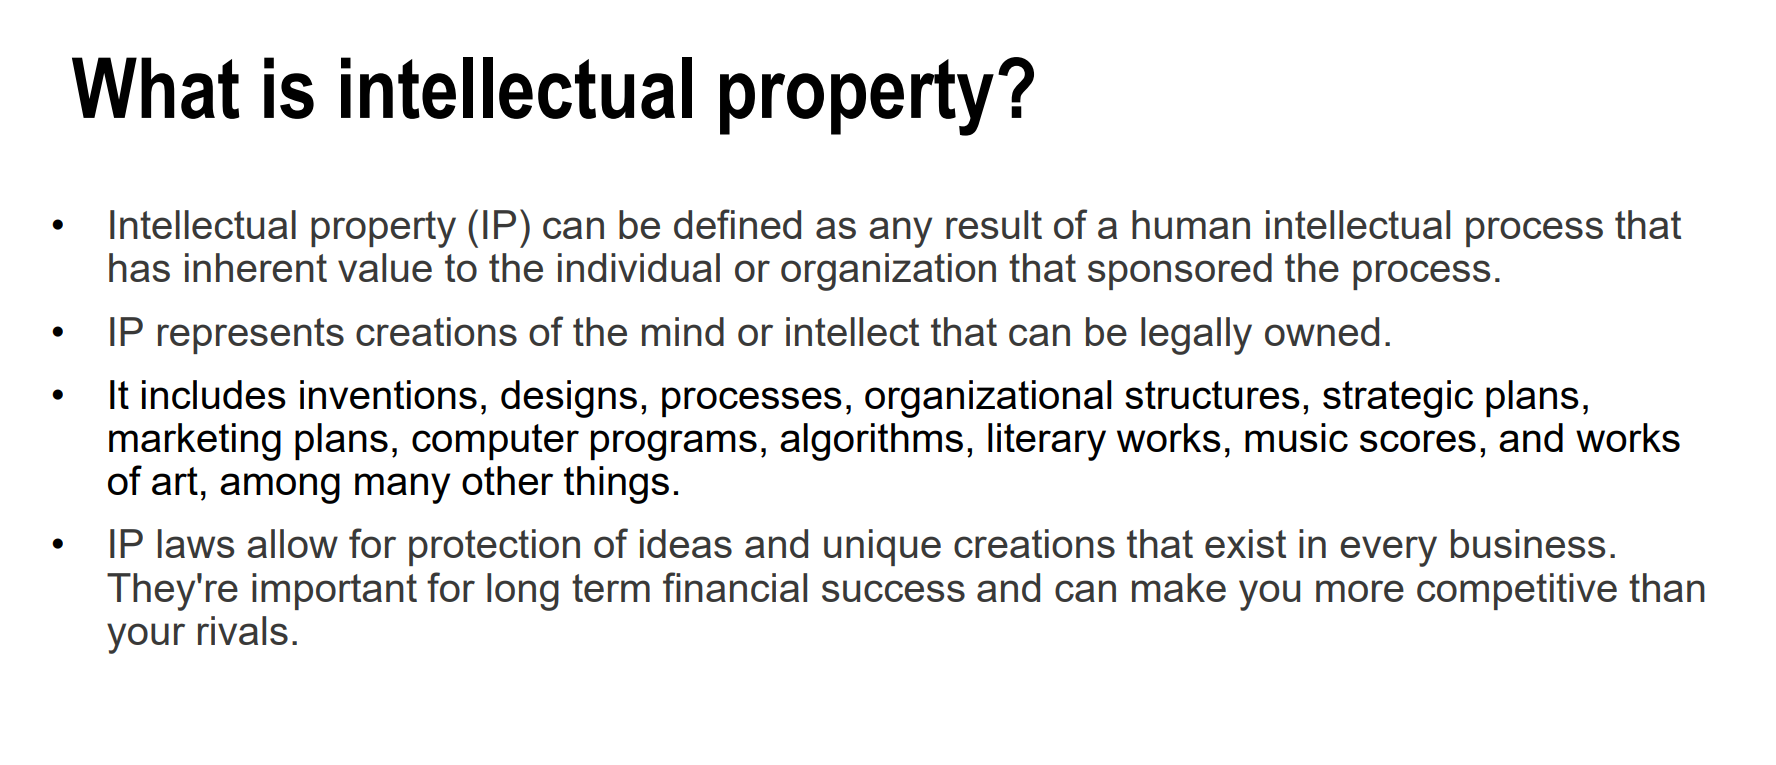 What is intellectual property?
• Intellectual property (IP) can be defined as any result of a human intellectual process that
has inherent value to the individual or organization that sponsored the process.
• IP represents creations of the mind or intellect that can be legally owned.
• It includes inventions, designs, processes, organizational structures, strategic plans,
marketing plans, computer programs, algorithms, literary works, music scores, and works
of art, among many other things.
• IP laws allow for protection of ideas and unique creations that exist in every business.
They're important for long term financial success and can make you more competitive than
your rivals.